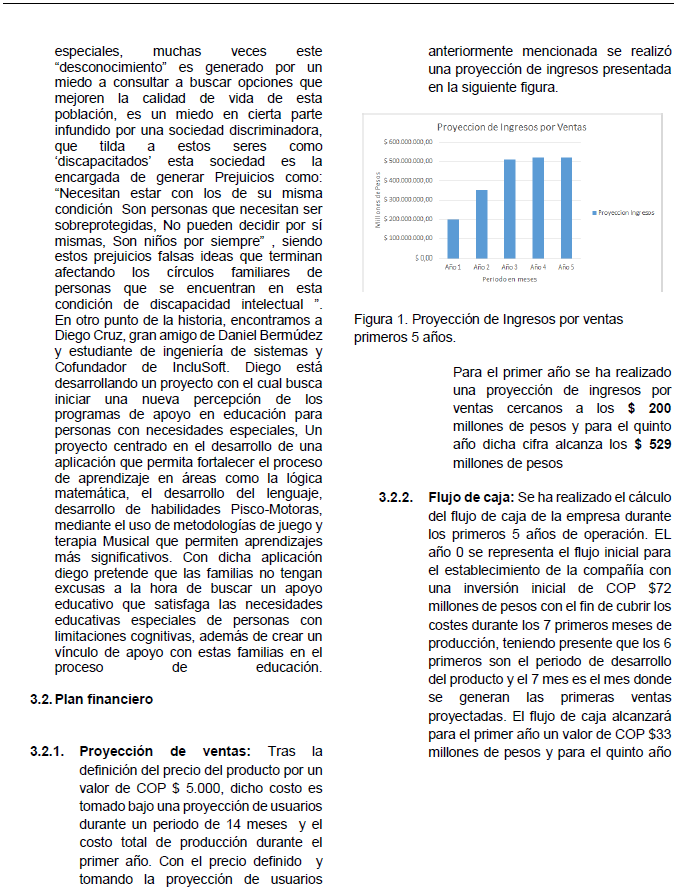 especiales, muchas veces este
“desconocimiento” es generado por un
miedo a consultar a buscar opciones que
mejoren la calidad de vida de esta
población, es un miedo en cierta parte
infundido por una sociedad discriminadora,
que tilda a estos seres como
‘discapacitados’ esta sociedad es la
encargada de generar Prejuicios como:
“Necesitan estar con los de su misma
condición Son personas que necesitan ser
sobreprotegidas, No pueden decidir por sí
mismas, Son niños por siempre” , siendo
estos prejuicios falsas ideas que terminan
afectando los círculos familiares de
personas que se encuentran en esta
condición de discapacidad intelectual ”.
En otro punto de la historia, encontramos a
Diego Cruz, gran amigo de Daniel Bermúdez
y estudiante de ingeniería de sistemas y
Cofundador de IncluSoft. Diego está
desarrollando un proyecto con el cual busca
iniciar una nueva percepción de los
programas de apoyo en educación para
personas con necesidades especiales, Un
proyecto centrado en el desarrollo de una
aplicación que permita fortalecer el proceso
de aprendizaje en áreas como la lógica
matemática, el desarrollo del lenguaje,
desarrollo de habilidades Pisco-Motoras,
mediante el uso de metodologías de juego y
terapia Musical que permiten aprendizajes
más significativos. Con dicha aplicación
diego pretende que las familias no tengan
excusas a la hora de buscar un apoyo
educativo que satisfaga las necesidades
educativas especiales de personas con
limitaciones cognitivas, además de crear un
vínculo de apoyo con estas familias en el
proceso de educación.
3.2. Plan financiero
3.2.1. Proyección de ventas: Tras la
definición del precio del producto por un
valor de COP $ 5.000, dicho costo es
tomado bajo una proyección de usuarios
durante un periodo de 14 meses y el
costo total de producción durante el
primer año. Con el precio definido y
tomando la proyección de usuarios
anteriormente mencionada se realizó
una proyección de ingresos presentada
en la siguiente figura.
Proyeccion de Ingresos por Ventas
Millones de Pesos
$ 600.000.000,00
$ 500.000.000,00
$ 400.000.000,00
$ 300.000.000,00
$ 200.000.000,00
$ 100.000.000,00
$ 0,00
Año 1 Año 2 Año 3 Año 4 Año 5
Periodo en meses
Proyeccion Ingresos
Figura 1. Proyección de Ingresos por ventas
primeros 5 años.
Para el primer año se ha realizado
una proyección de ingresos por
ventas cercanos a los $ 200
millones de pesos y para el quinto
año dicha cifra alcanza los $ 529
millones de pesos
3.2.2. Flujo de caja: Se ha realizado el cálculo
del flujo de caja de la empresa durante
los primeros 5 años de operación. EL
año 0 se representa el flujo inicial para
el establecimiento de la compañía con
una inversión inicial de COP $72
millones de pesos con el fin de cubrir los
costes durante los 7 primeros meses de
producción, teniendo presente que los 6
primeros son el periodo de desarrollo
del producto y el 7 mes es el mes donde
se generan las primeras ventas
proyectadas. El flujo de caja alcanzará
para el primer año un valor de COP $33
millones de pesos y para el quinto año